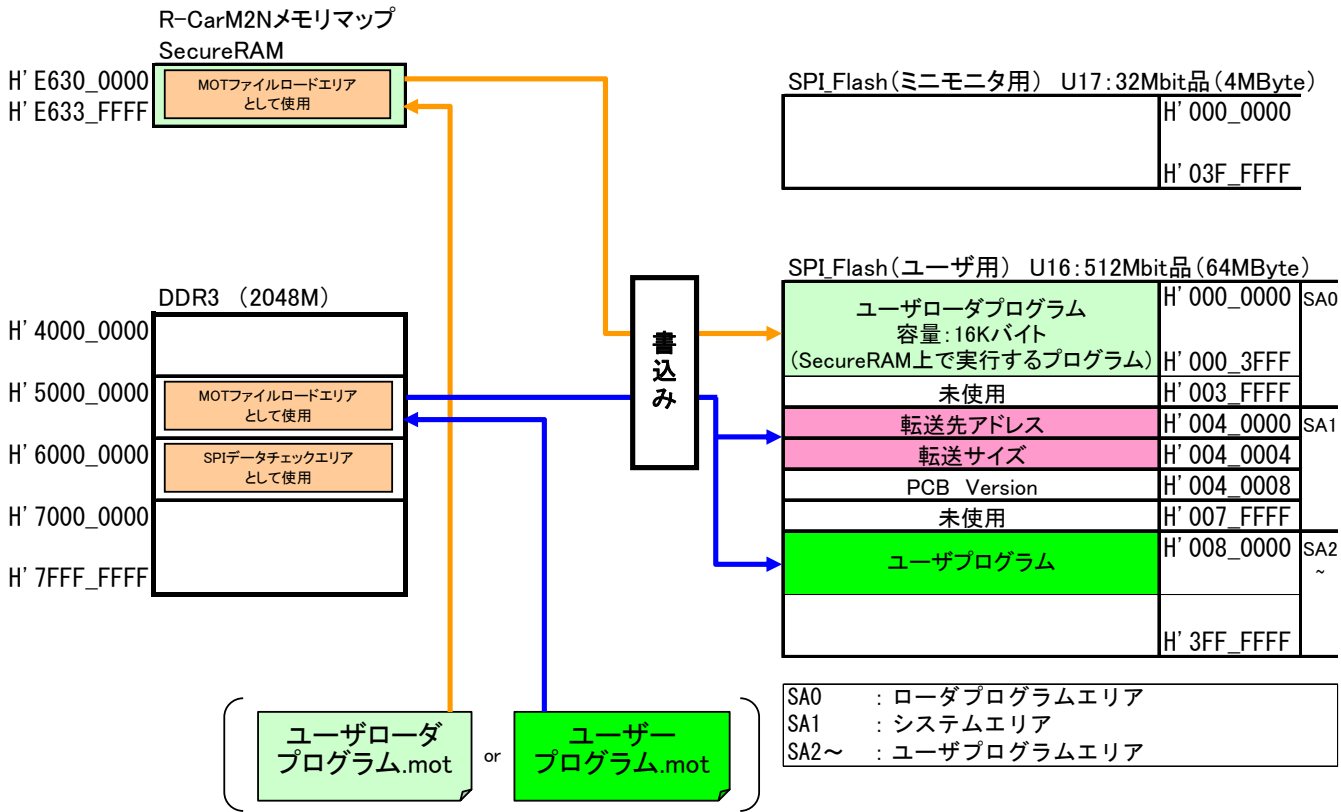 R-CarM2Nメモリマップ
SecureRAM
H'E630_0000
H'E633_FFFF
MOTファイルロードエリア
として使用
DDR3 （2048M）
H'4000_0000
H'5000_0000
H'6000_0000
H'7000_0000
H'7FFF_FFFF
MOTファイルロードエリア
として使用
SPIデータチェックエリア
として使用
書込み
SPI_Flash（ミニモニタ用） U17：32Mbit品（4MByte）
H'000_0000
H'03F_FFFF
SPI_Flash（ユーザ用） U16：512Mbit品（64MByte）
ユーザローダプログラム
容量：16Kバイト
（SecureRAM上で実行するプログラム）
H'000_0000
SA0
H'000_3FFF
未使用 H'003_FFFF
転送先アドレス H'004_0000 SA1
転送サイズ H'004_0004
PCB Version H'004_0008
未使用 H'007_FFFF
ユーザプログラム H'008_0000 SA2
~
H'3FF_FFFF
SA0 ：ローダプログラムエリア
SA1 ：システムエリア
SA2～ ：ユーザプログラムエリア
ユーザローダ
プログラム.mot
or
ユーザー
プログラム.mot